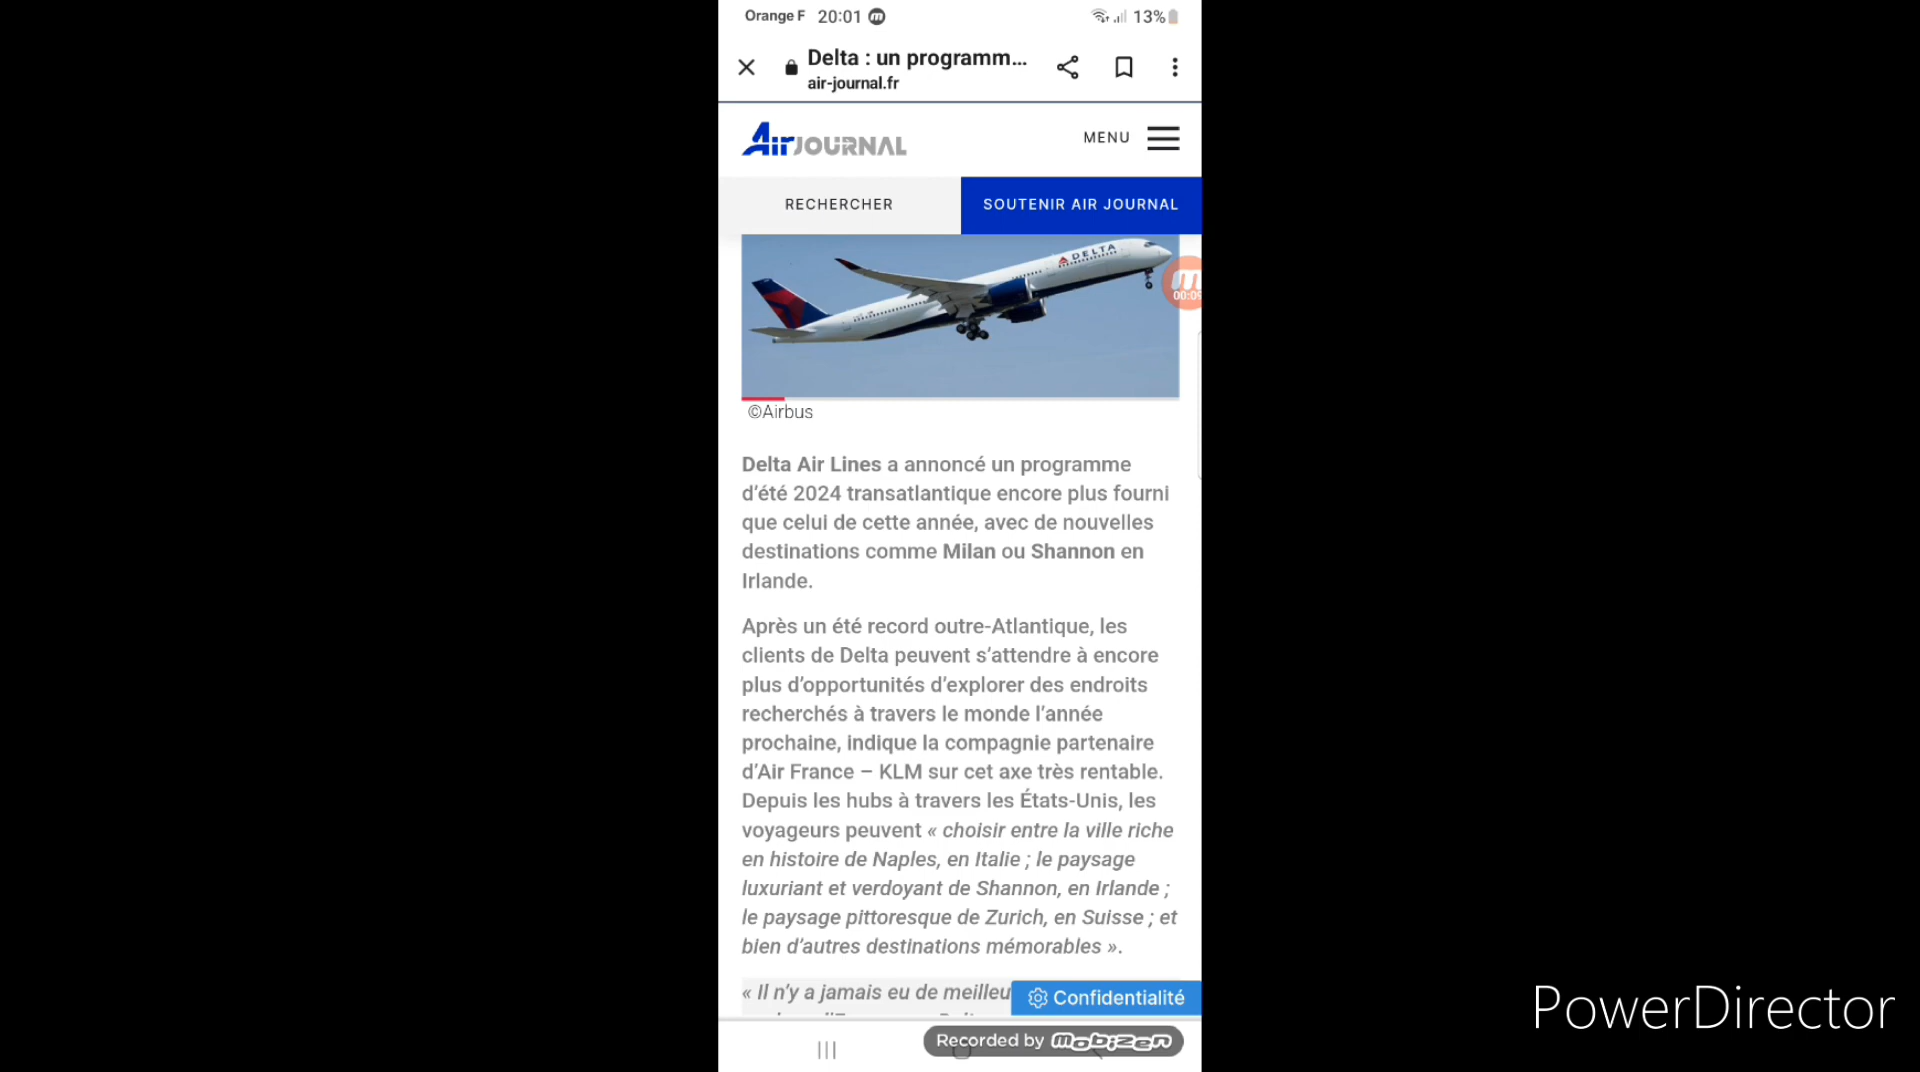 Orange F 20:01 13%
Delta : un programm...
air-journal.fr
Air JOURNAL
MENU
RECHERCHER
SOUTENIR AIR JOURNAL
DELTA
00:09
©Airbus
Delta Air Lines a annoncé un programme
d’été 2024 transatlantique encore plus fourni
que celui de cette année, avec de nouvelles
destinations comme Milan ou Shannon en
Irlande.
Après un été record outre-Atlantique, les
clients de Delta peuvent s’attendre à encore
plus d’opportunités d’explorer des endroits
recherchés à travers le monde l’année
prochaine, indique la compagnie partenaire
d’Air France – KLM sur cet axe très rentable.
Depuis les hubs à travers les États-Unis, les
voyageurs peuvent « choisir entre la ville riche
en histoire de Naples, en Italie ; le paysage
luxuriant et verdoyant de Shannon, en Irlande ;
le paysage pittoresque de Zurich, en Suisse ; et
bien d’autres destinations mémorables ».
« Il n’y a jamais eu de meilleu
Confidentialité
Recorded by mobizen
PowerDirector